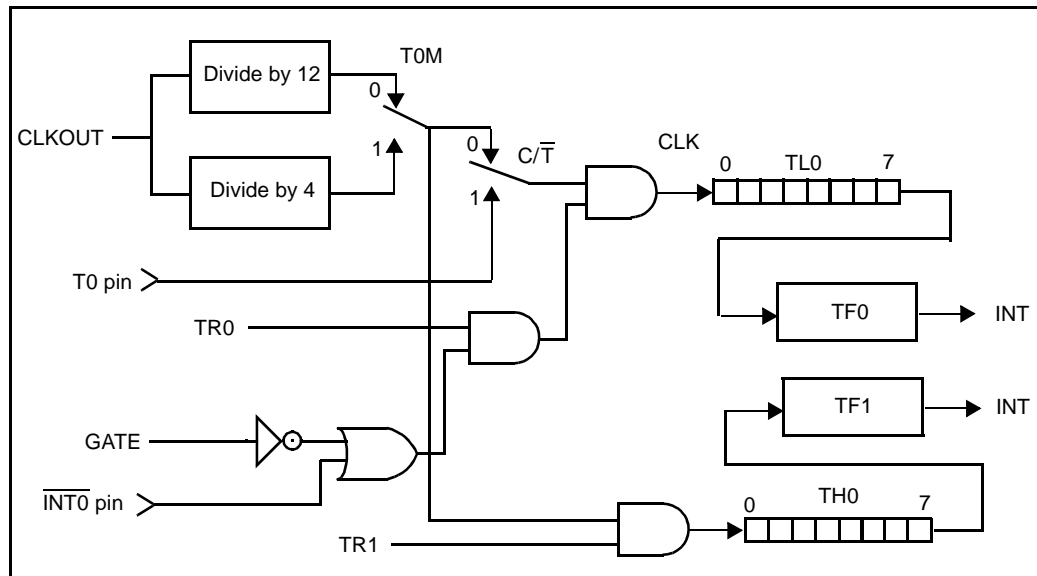 T0M
Divide by 12
0
CLKOUT
0
C/T̅
CLK
0 TL0 7
1
Divide by 4
1
T0 pin
TR0
TF0 INT
TF1 INT
GATE
I̅N̅T̅0̅ pin
0 TH0 7
TR1